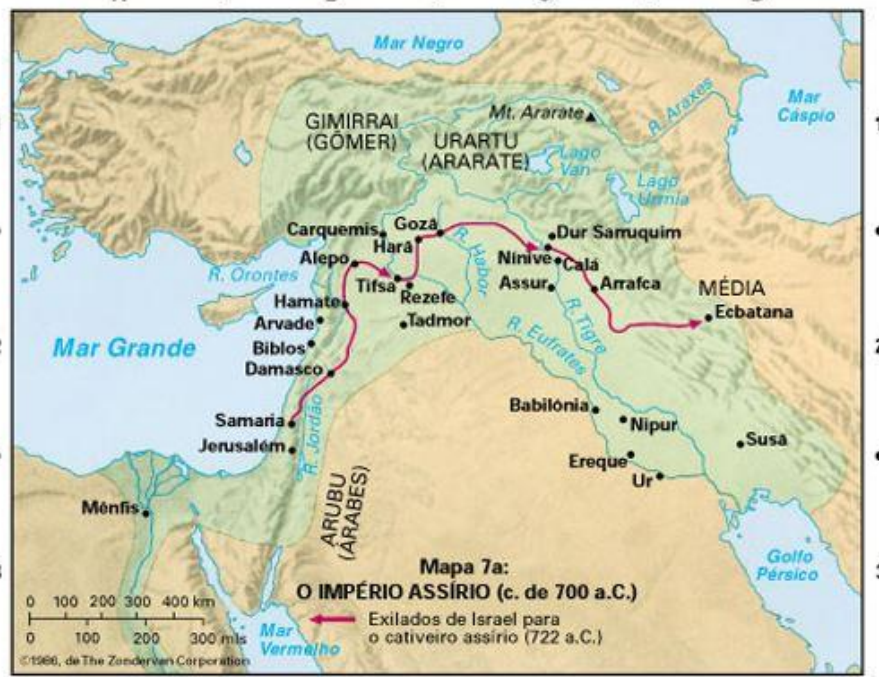 Mar Negro
Mar
Cáspio
Mt. Ararate
R. Araxes
GIMIRRAI
(GÔMER)
URARTU
(ARARATE)
Lago
Van
Lago
Urmia
Carquemis
Gozã
Harã
Dur Sarruquim
Alepo
R. Habor
Nínive
Calá
R. Orontes
Tifsa
Rezefe
Assur
Arrafca
MÉDIA
Hamate
Ecbatana
Arvade
Tadmor
R. Tigre
Mar Grande
Biblos
R. Eufrates
Damasco
Samaria
Babilônia
Nipur
Jerusalém
R. Jordão
Susã
Ereque
Ur
Mênfis
ARUBU
(ÁRABES)
Golfo
Pérsico
Mapa 7a:
O IMPÉRIO ASSÍRIO (c. de 700 a.C.)
Exilados de Israel para
o cativeiro assírio (722 a.C.)
0 100 200 300 400 km
0 100 200 300 mls
Mar
Vermelho
©1986, de The Zondervan Corporation
1
2
3